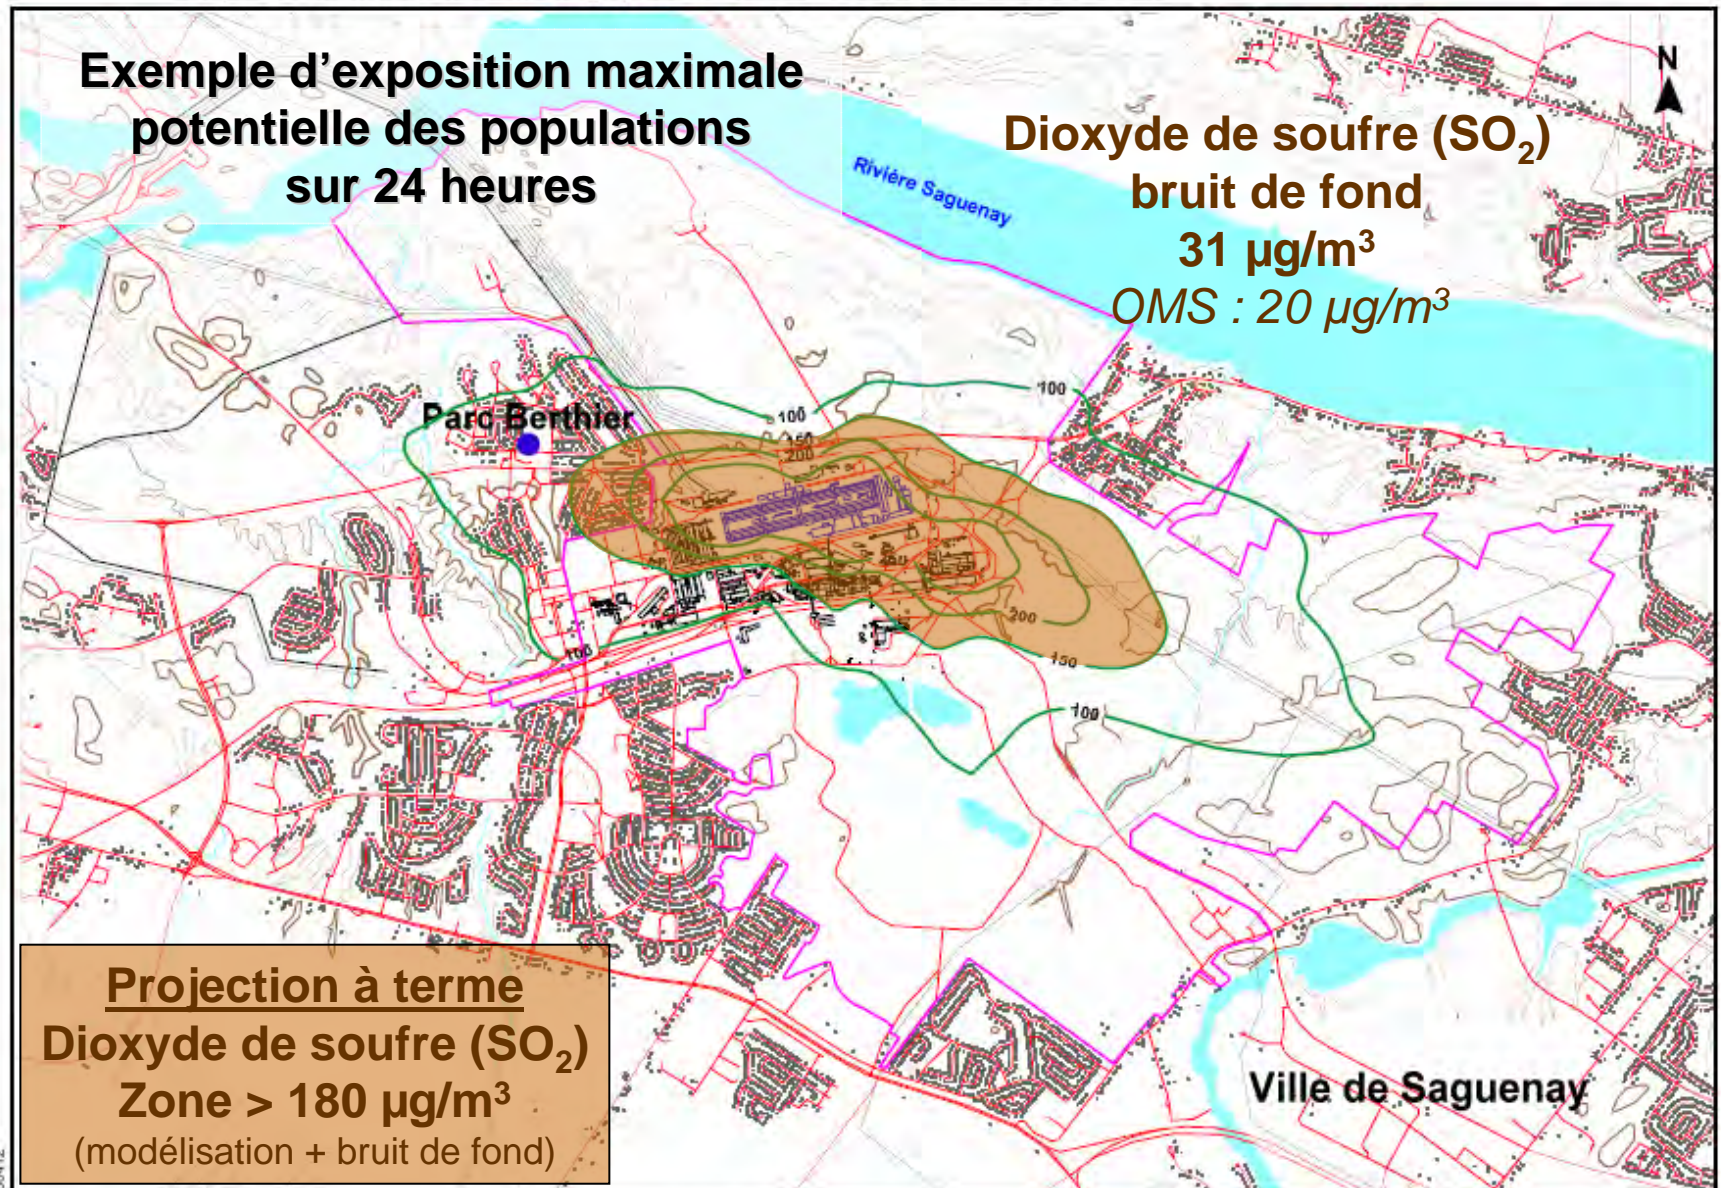 Exemple d'exposition maximale
potentielle des populations
sur 24 heures
N
Dioxyde de soufre (SO₂)
bruit de fond
31 µg/m³
OMS : 20 µg/m³
Rivière Saguenay
100
100
Parc Berthier
150
200
200
150
100
100
Projection à terme
Dioxyde de soufre (SO₂)
Zone > 180 µg/m³
(modélisation + bruit de fond)
Ville de Saguenay